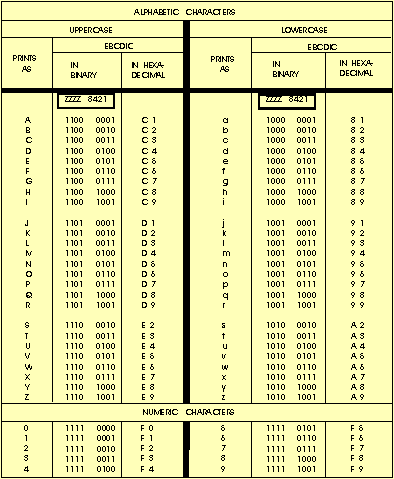 ALPHABETIC CHARACTERS
UPPERCASE LOWERCASE
PRINTS AS EBCDIC PRINTS AS EBCDIC
IN BINARY IN HEXA-DECIMAL IN BINARY IN HEXA-DECIMAL
ZZZZ 8421 ZZZZ 8421
A 1100 0001 C 1 a 1000 0001 8 1
B 1100 0010 C 2 b 1000 0010 8 2
C 1100 0011 C 3 c 1000 0011 8 3
D 1100 0100 C 4 d 1000 0100 8 4
E 1100 0101 C 5 e 1000 0101 8 5
F 1100 0110 C 6 f 1000 0110 8 6
G 1100 0111 C 7 g 1000 0111 8 7
H 1100 1000 C 8 h 1000 1000 8 8
I 1100 1001 C 9 i 1000 1001 8 9
J 1101 0001 D 1 j 1001 0001 9 1
K 1101 0010 D 2 k 1001 0010 9 2
L 1101 0011 D 3 l 1001 0011 9 3
M 1101 0100 D 4 m 1001 0100 9 4
N 1101 0101 D 5 n 1001 0101 9 5
O 1101 0110 D 6 o 1001 0110 9 6
P 1101 0111 D 7 p 1001 0111 9 7
Q 1101 1000 D 8 q 1001 1000 9 8
R 1101 1001 D 9 r 1001 1001 9 9
S 1110 0010 E 2 s 1010 0010 A 2
T 1110 0011 E 3 t 1010 0011 A 3
U 1110 0100 E 4 u 1010 0100 A 4
V 1110 0101 E 5 v 1010 0101 A 5
W 1110 0110 E 6 w 1010 0110 A 6
X 1110 0111 E 7 x 1010 0111 A 7
Y 1110 1000 E 8 y 1010 1000 A 8
Z 1110 1001 E 9 z 1010 1001 A 9
NUMERIC CHARACTERS
0 1111 0000 F 0 5 1111 0101 F 5
1 1111 0001 F 1 6 1111 0110 F 6
2 1111 0010 F 2 7 1111 0111 F 7
3 1111 0011 F 3 8 1111 1000 F 8
4 1111 0100 F 4 9 1111 1001 F 9